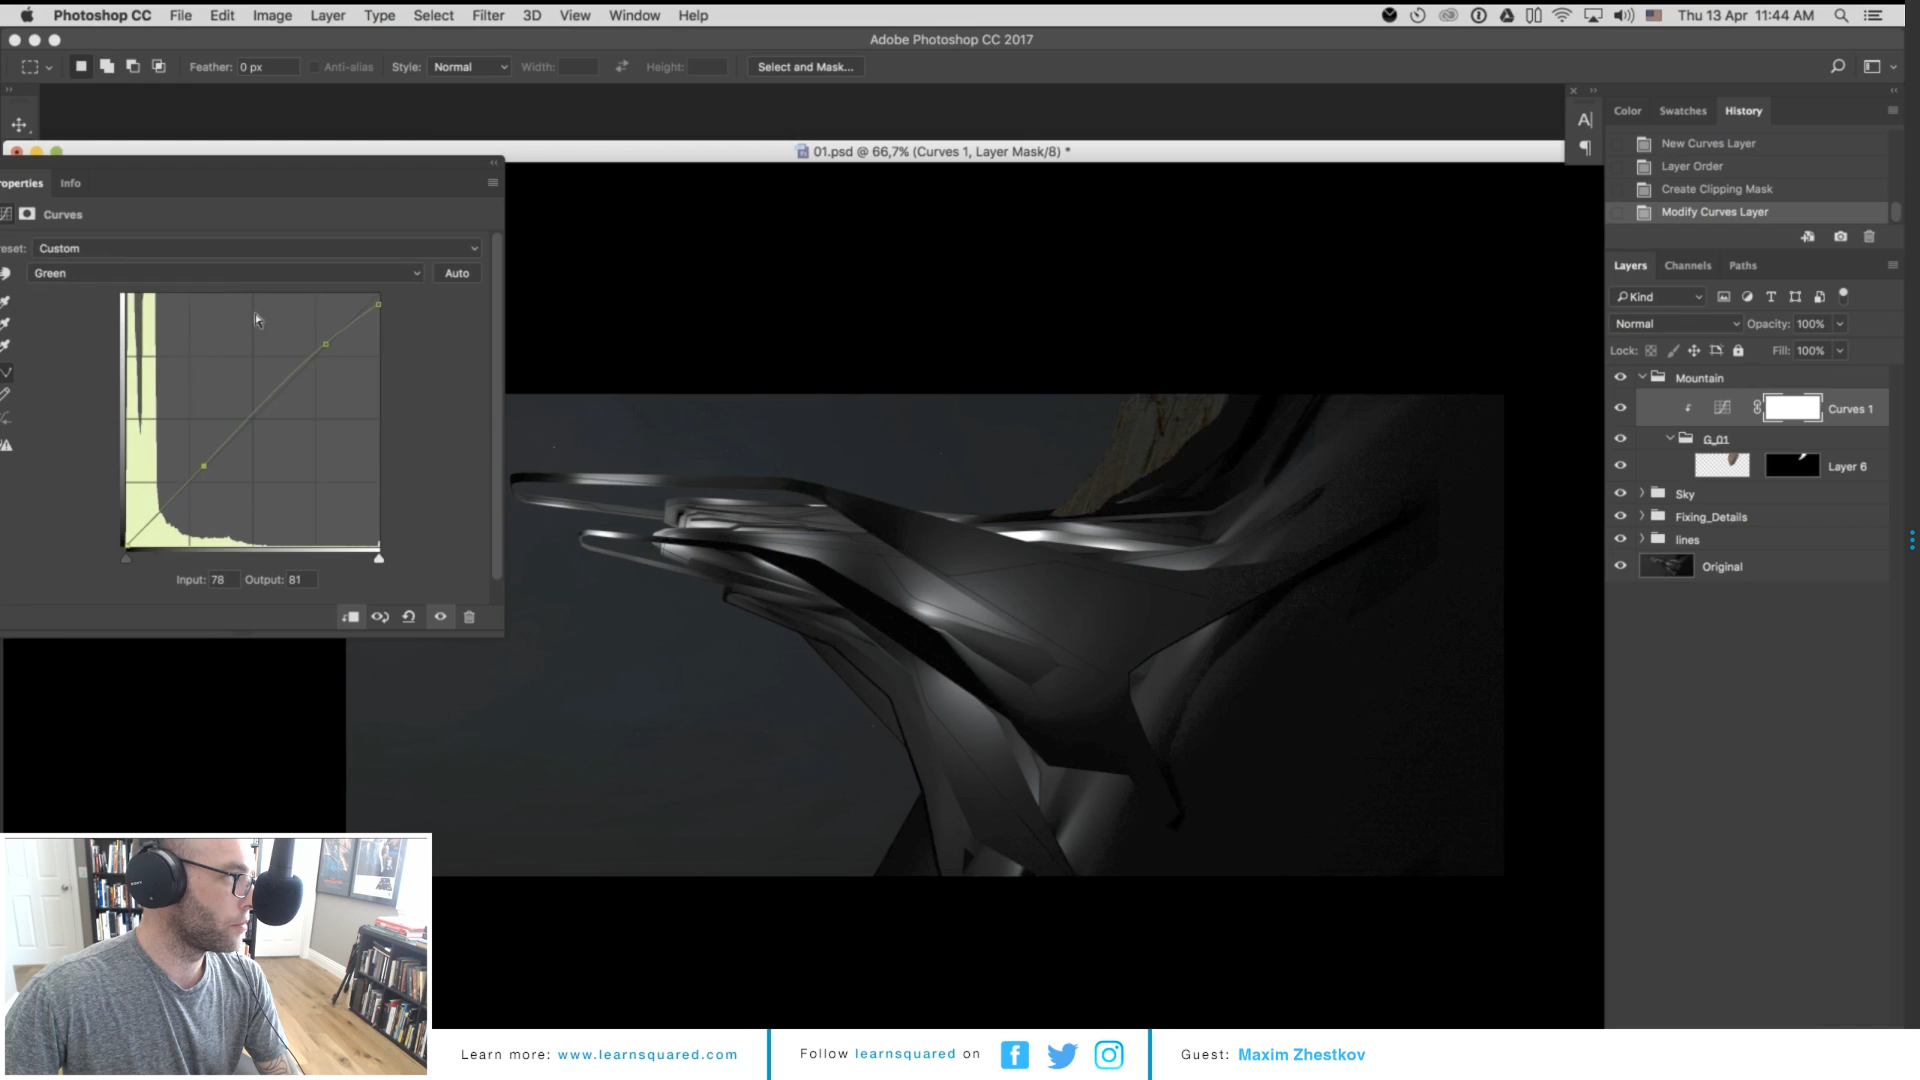 Photoshop CC File Edit Image Layer Type Select Filter 3D View Window Help Thu 13 Apr 11:44 AM
Adobe Photoshop CC 2017
Feather: 0 px Anti-alias Style: Normal Width: Height: Select and Mask...
01.psd @ 66,7% (Curves 1, Layer Mask/8) *
operties Info
Curves
reset: Custom
Green Auto
Input: 78 Output: 81
Color Swatches History
New Curves Layer
Layer Order
Create Clipping Mask
Modify Curves Layer
Layers Channels Paths
Kind
Normal Opacity: 100%
Lock: Fill: 100%
Mountain
Curves 1
G_01
Layer 6
Sky
Fixing_Details
lines
Original
Learn more: www.learnsquared.com Follow learnsquared on Guest: Maxim Zhestkov